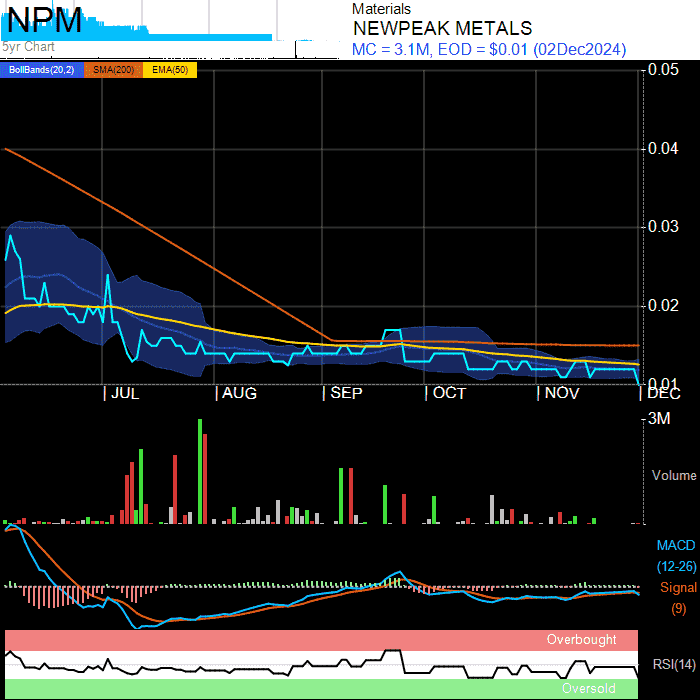 NPM
5yr Chart
Materials
NEWPEAK METALS
MC = 3.1M, EOD = $0.01 (02Dec2024)
BollBands(20,2) SMA(200) EMA(50)
0.05
0.04
0.03
0.02
0.01
JUL AUG SEP OCT NOV DEC
3M
Volume
MACD
(12-26)
Signal
(9)
Overbought
RSI(14)
Oversold